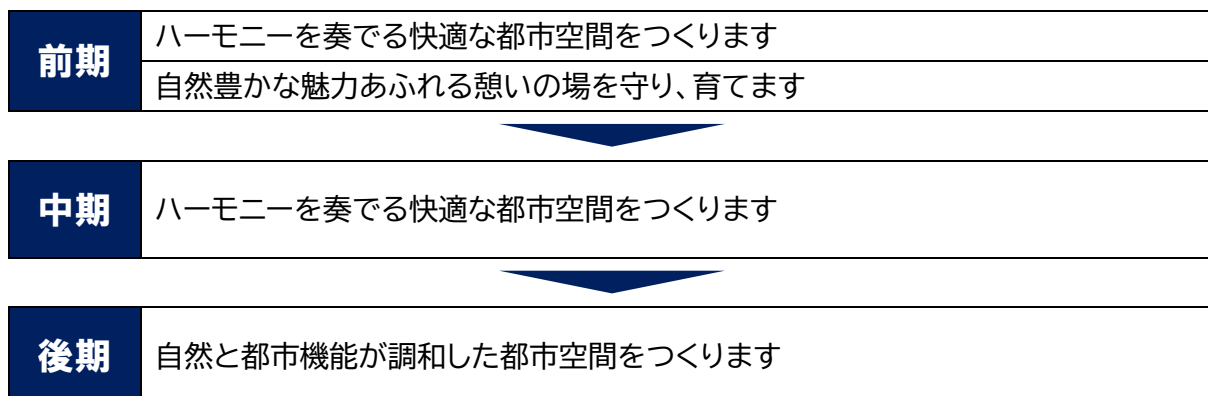 前期
ハーモニーを奏でる快適な都市空間をつくります
自然豊かな魅力あふれる憩いの場を守り、育てます
中期
ハーモニーを奏でる快適な都市空間をつくります
後期
自然と都市機能が調和した都市空間をつくります